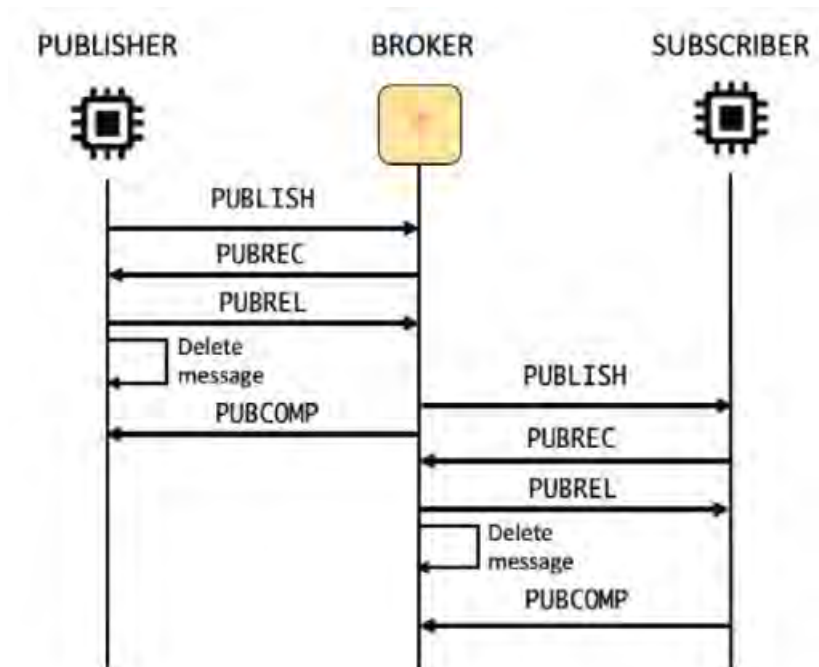 PUBLISHER
BROKER
SUBSCRIBER
PUBLISH
PUBREC
PUBREL
Delete
message
PUBLISH
PUBCOMP
PUBREC
PUBREL
Delete
message
PUBCOMP